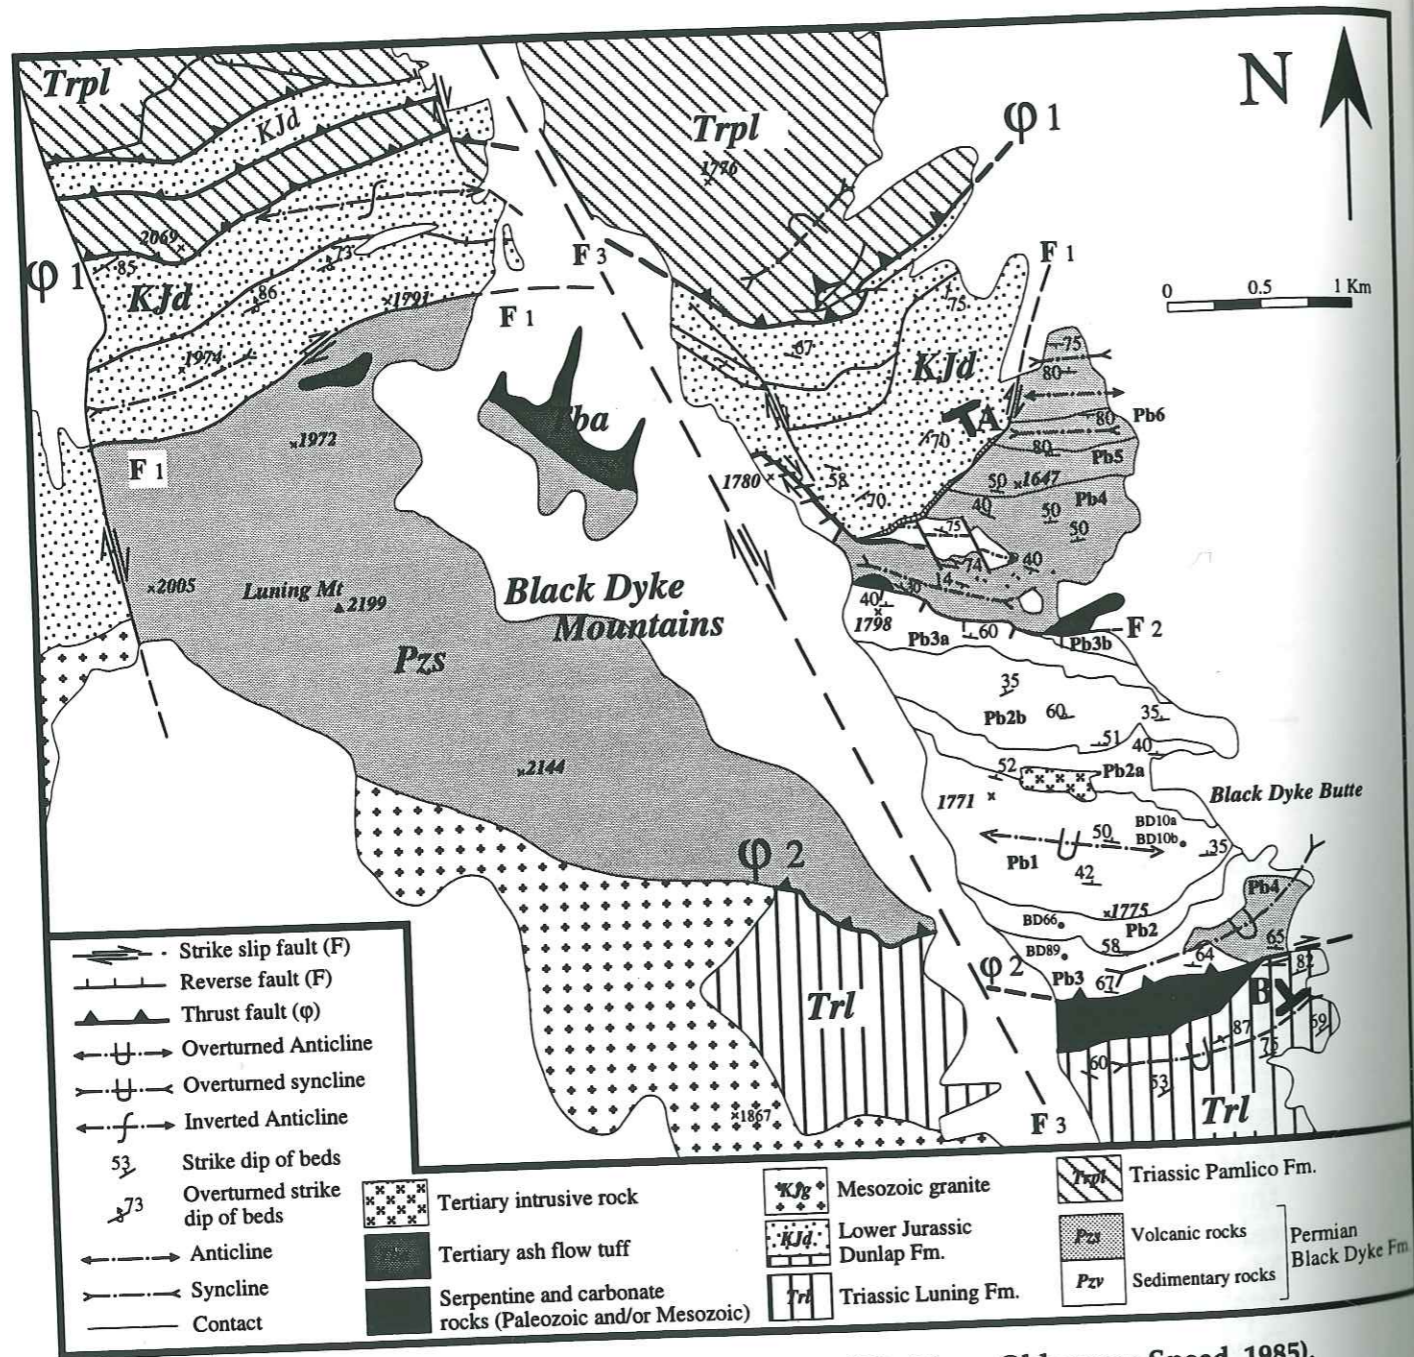 N
Trpl
KJd
Trpl
1776
φ 1
2069
85
73
φ 1
KJd
86
1791
F 3
F 1
0
0.5
1 Km
75
F 1
67
75
80
1974
KJd
TA
80
Pb6
1972
80
Pb5
F 1
1780
58
70
70
50
1647
Pb4
40
50
50
75
2005
Luning Mt
2199
Black Dyke
Mountains
74
40
14
30
40
1798
60
Pb3a
Pb3b
F 2
Pzs
35
Pb2b
60
35
51
40
2144
52
Pb2a
1771
Black Dyke Butte
BD10a
50
BD10b
35
Pb1
42
φ 2
1775
Pb4
BD66
Pb2
BD89
58
65
64
φ 2
Pb3
67
82
B
Trl
87
75
69
60
53
1867
F 3
Trl
Strike slip fault (F)
Reverse fault (F)
Thrust fault (φ)
Overturned Anticline
Overturned syncline
Inverted Anticline
53
Strike dip of beds
73
Overturned strike
dip of beds
Anticline
Syncline
Contact
Tertiary intrusive rock
Tertiary ash flow tuff
Serpentine and carbonate
rocks (Paleozoic and/or Mesozoic)
KJg
Mesozoic granite
KJd
Lower Jurassic
Dunlap Fm.
Trl
Triassic Luning Fm.
Trpl
Triassic Pamlico Fm.
Pzs
Volcanic rocks
Pzv
Sedimentary rocks
Permian
Black Dyke Fm.
Speed, 1985).